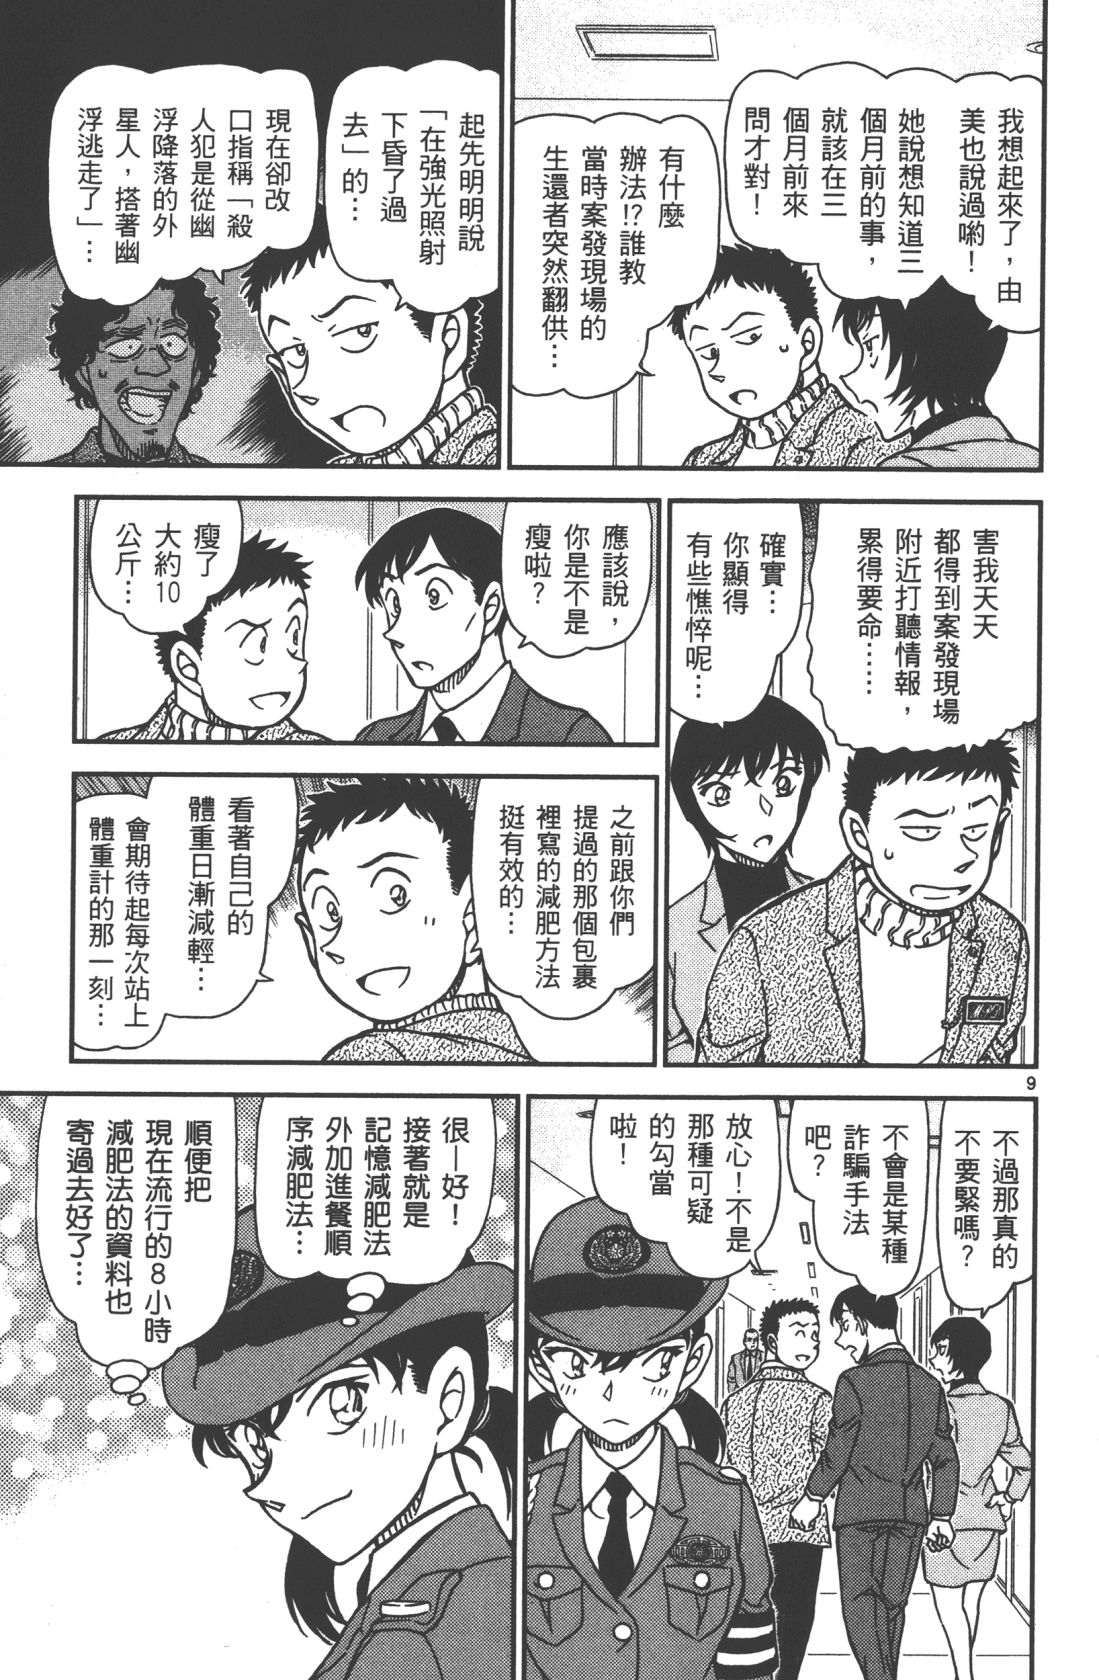 我想起來了，由
美也說過喲！
她說想知道三
個月前的事，
就該在三
個月前來
問才對！
有什麼
辦法!?誰教
當時案發現場的
生還者突然翻供…
起先明明說
「在強光照射
下昏了過
去」的…
現在卻改
口指稱「殺
人犯是從幽
浮降落的外
星人，搭著幽
浮逃走了」…
害我天天
都得到案發現場
附近打聽情報，
累得要命……
確實…
你顯得
有些憔悴呢…
應該說，
你是不是
瘦啦？
瘦了
大約10
公斤…
之前跟你們
提過的那個包裹
裡寫的減肥方法
挺有效的…
看著自己的
體重日漸減輕…
會期待起每次站上
體重計的那一刻…
9
不過那真的
不要緊嗎？
不會是某種
詐騙手法
吧？
放心！不是
那種可疑
的勾當
啦！
很—好！
接著就是
記憶減肥法
外加進餐順
序減肥法…
順便把
現在流行的8小時
減肥法的資料也
寄過去好了…